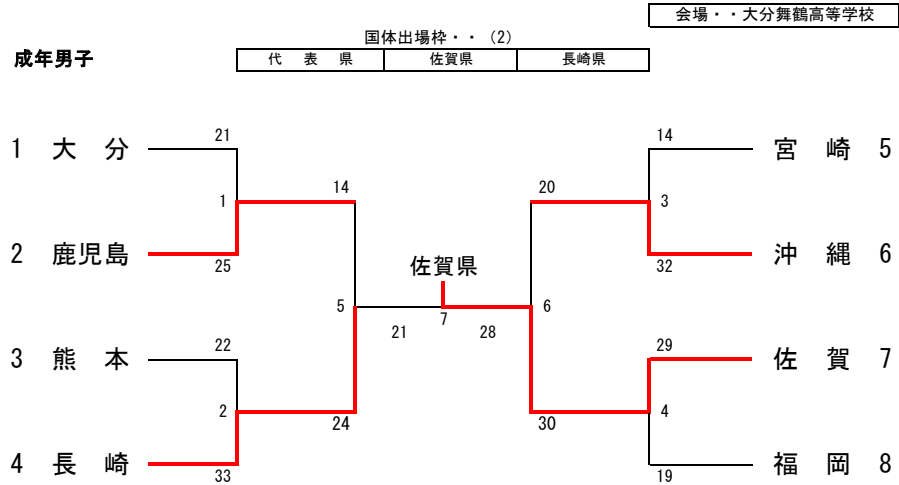 会場・・大分舞鶴高等学校
国体出場枠・・（2）
成年男子
代 表 県 佐賀県 長崎県
21 14
1 大 分 宮 崎 5
14 20
1 3
2 鹿児島 沖 縄 6
25 32
佐賀県
5 6
7
21 28
22 29
3 熊 本 佐 賀 7
2 4
24 30
4 長 崎 福 岡 8
33 19